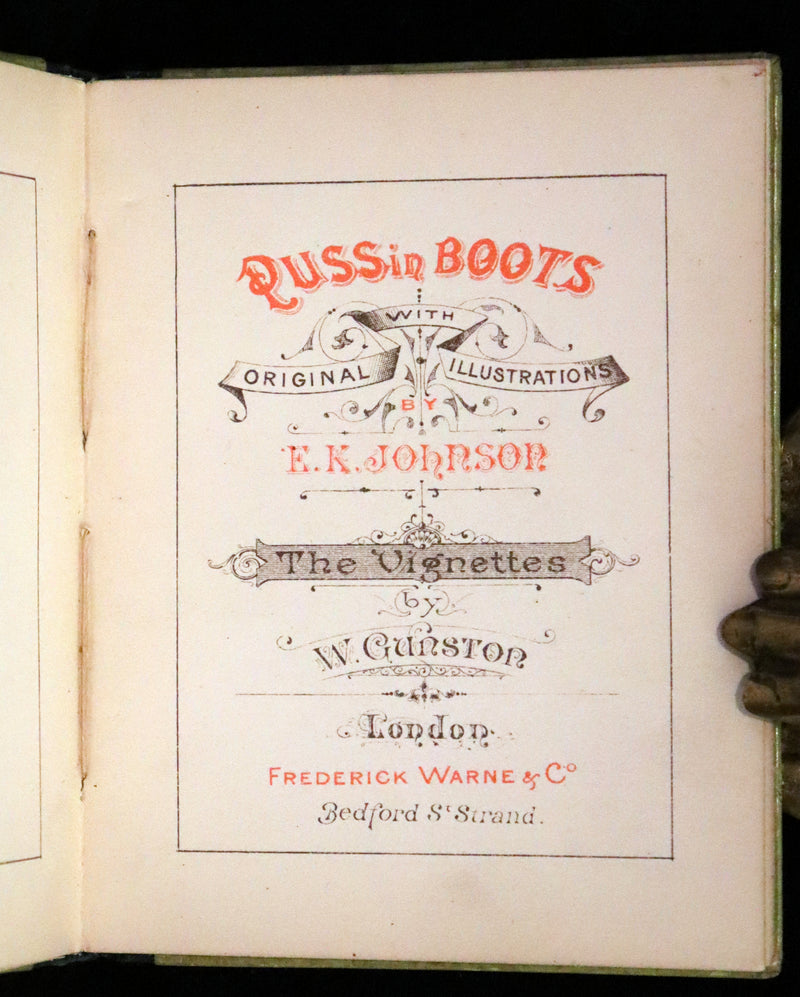 PUSS in BOOTS
WITH
ORIGINAL ILLUSTRATIONS
BY
E. K. JOHNSON
The Vignettes
by
W. GUNSTON
London
FREDERICK WARNE & Co
Bedford St Strand.